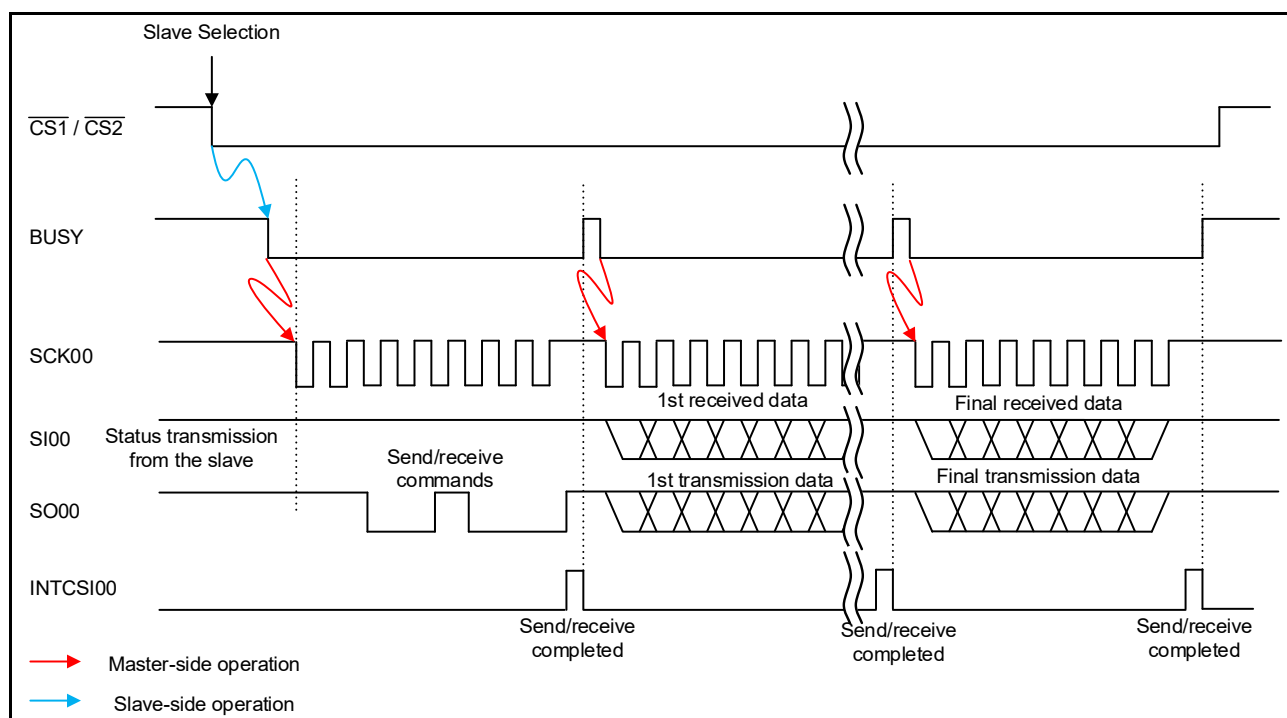 Slave Selection
CS1 / CS2
BUSY
SCK00
1st received data
Final received data
SI00
Status transmission
from the slave
Send/receive
commands
1st transmission data
Final transmission data
SO00
INTCSI00
Send/receive
completed
Send/receive
completed
Send/receive
completed
Master-side operation
Slave-side operation